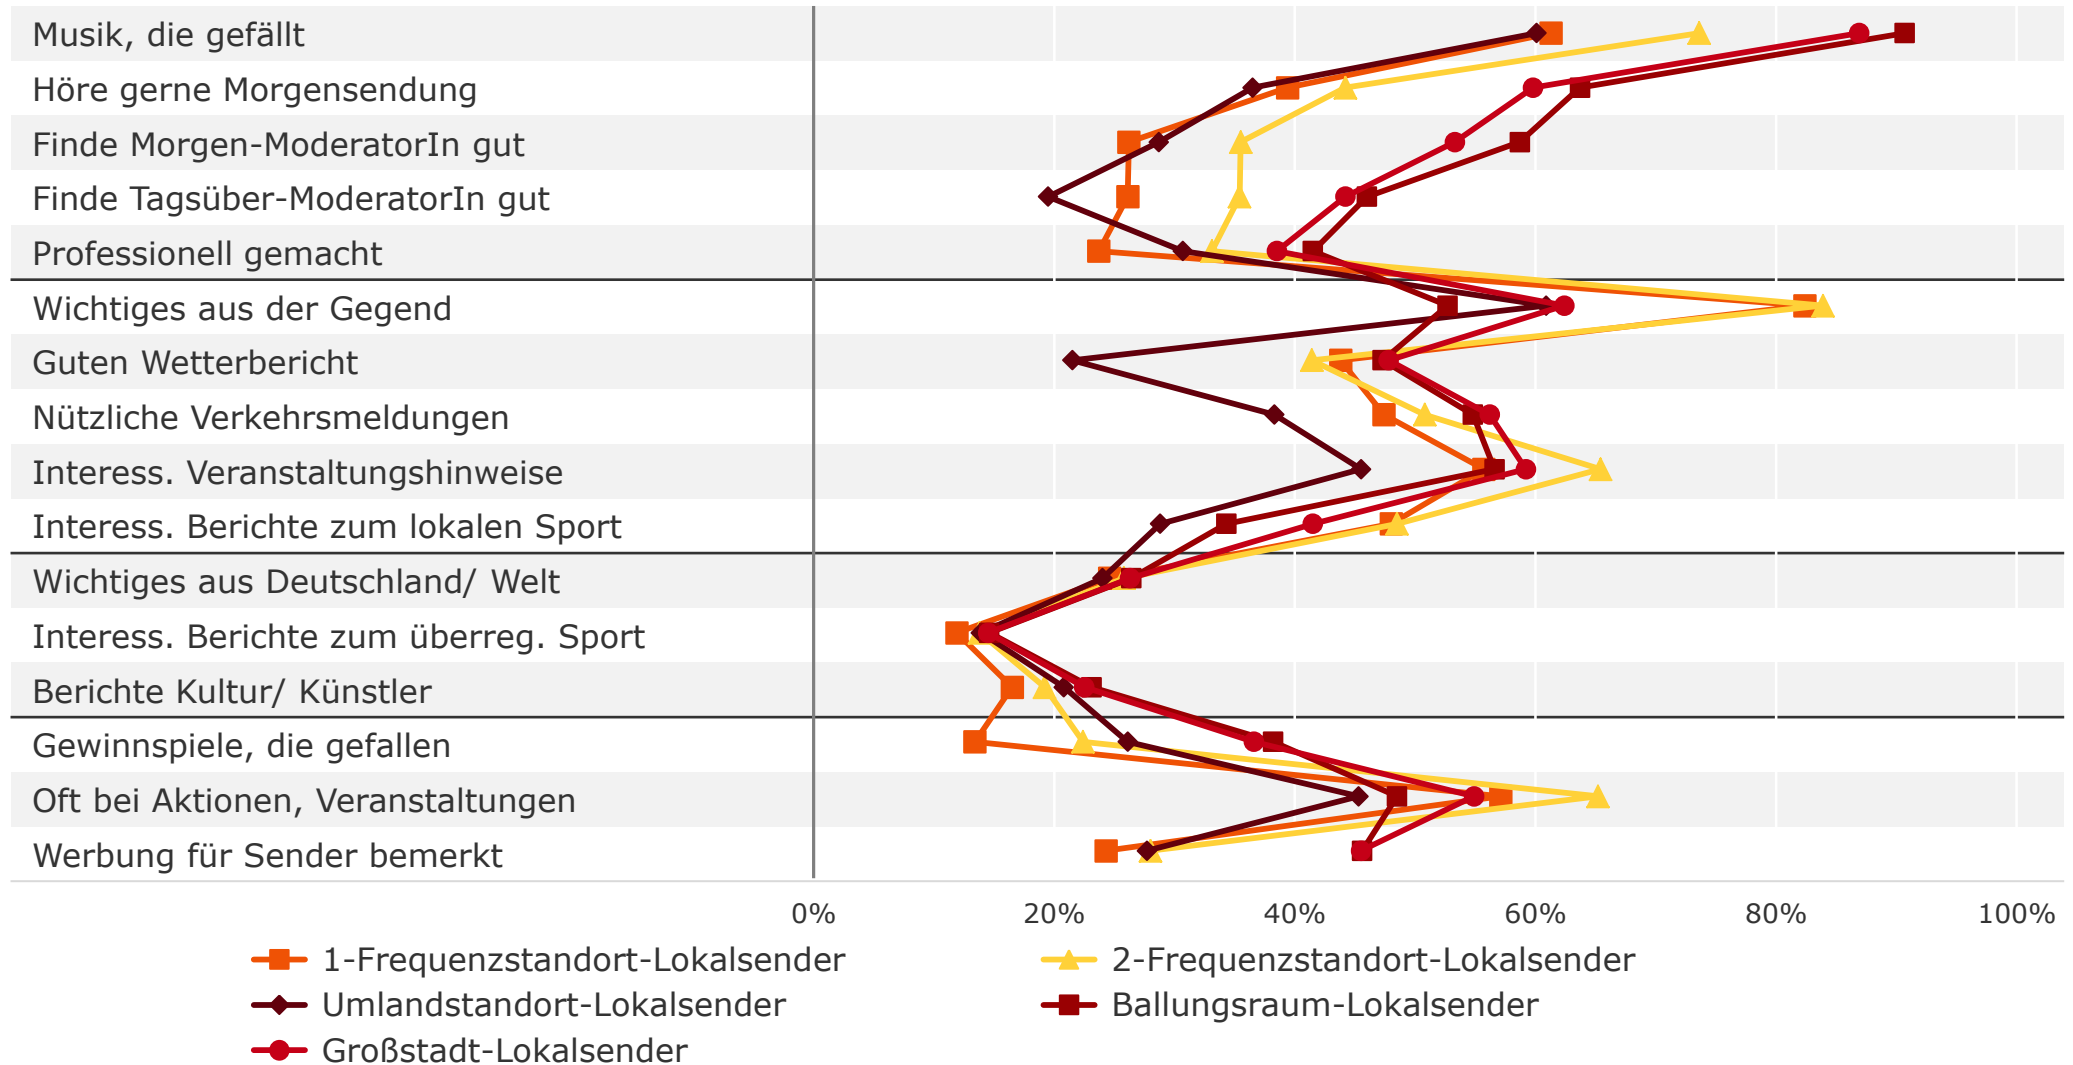 Musik, die gefällt
Höre gerne Morgensendung
Finde Morgen-ModeratorIn gut
Finde Tagsüber-ModeratorIn gut
Professionell gemacht
Wichtiges aus der Gegend
Guten Wetterbericht
Nützliche Verkehrsmeldungen
Interess. Veranstaltungshinweise
Interess. Berichte zum lokalen Sport
Wichtiges aus Deutschland/ Welt
Interess. Berichte zum überreg. Sport
Berichte Kultur/ Künstler
Gewinnspiele, die gefallen
Oft bei Aktionen, Veranstaltungen
Werbung für Sender bemerkt
0% 20% 40% 60% 80% 100%
1-Frequenzstandort-Lokalsender 2-Frequenzstandort-Lokalsender
Umlandstandort-Lokalsender Ballungsraum-Lokalsender
Großstadt-Lokalsender